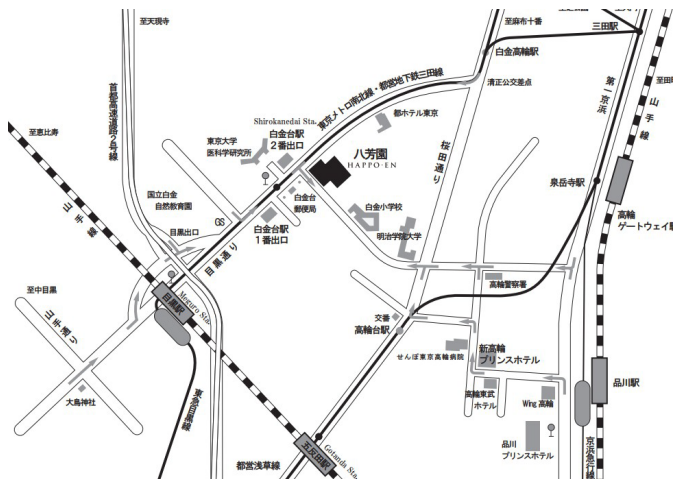 至天現寺
至麻布十番
三田駅
白金高輪駅
清正公交差点
至田町
首都高速道路2号線
東京メトロ南北線・都営地下鉄三田線
第一京浜
山手線
Shirokanedai Sta.
白金台駅
2番出口
都ホテル東京
東京大学
医科学研究所
八芳園
HAPPO-EN
桜田通り
至恵比寿
泉岳寺駅
国立白金
自然教育園
白金台
郵便局
白金小学校
明治学院大学
高輪
ゲートウェイ駅
山手線
目黒出口
GS
白金台駅
1番出口
目黒通り
至中目黒
目黒駅
Meguro Sta.
高輪警察署
山手通り
交番
高輪台駅
せんぽ東京高輪病院
新高輪
プリンスホテル
品川駅
大鳥神社
東急目黒線
高輪東武
ホテル
Wing 高輪
品川
プリンスホテル
京浜急行線
五反田駅
Gotanda Sta.
都営浅草線